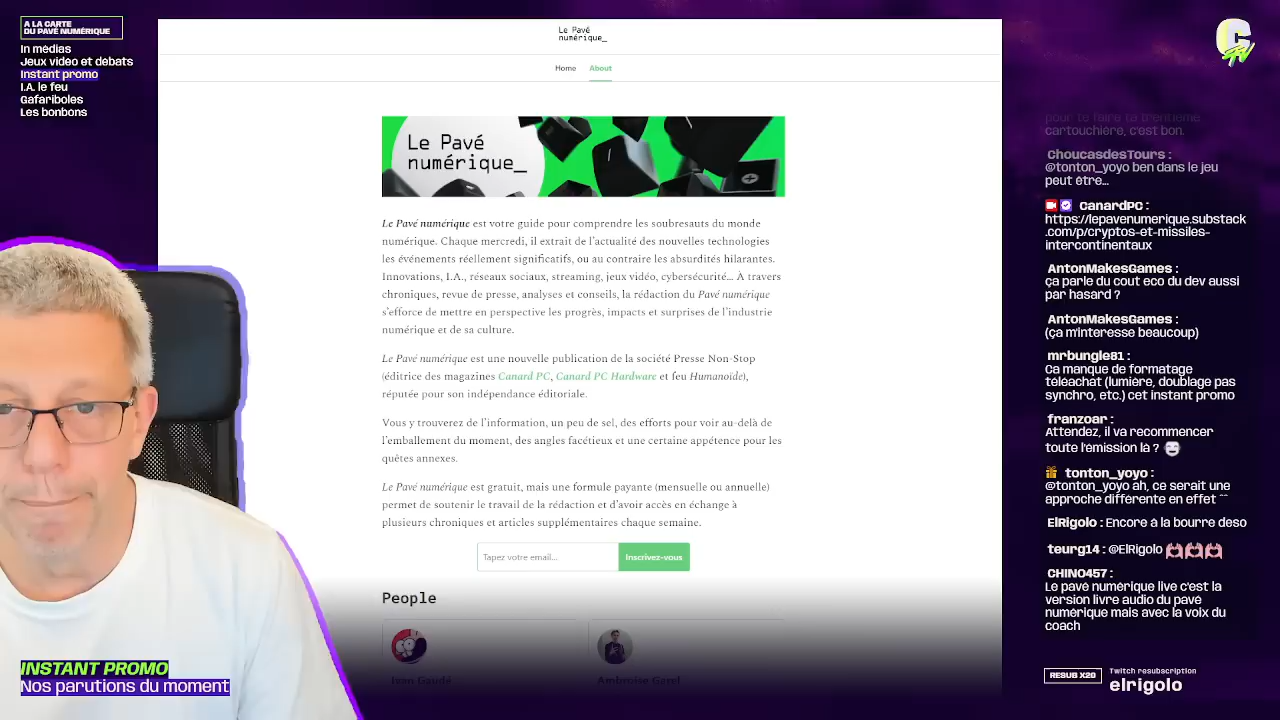 A LA CARTE
DU PAVÉ NUMÉRIQUE
In médias
Jeux vidéo et débats
Instant promo
I.A. le feu
Gafariboles
Les bonbons
Le Pavé
numérique_
Home
About
Le Pavé
numérique_
Le Pavé numérique est votre guide pour comprendre les soubresauts du monde
numérique. Chaque mercredi, il extrait de l'actualité des nouvelles technologies
les événements réellement significatifs, ou au contraire les absurdités hilarantes.
Innovations, I.A., réseaux sociaux, streaming, jeux vidéo, cybersécurité… À travers
chroniques, revue de presse, analyses et conseils, la rédaction du Pavé numérique
s'efforce de mettre en perspective les progrès, impacts et surprises de l'industrie
numérique et de sa culture.
Le Pavé numérique est une nouvelle publication de la société Presse Non-Stop
(éditrice des magazines Canard PC, Canard PC Hardware et feu Humanoïde),
réputée pour son indépendance éditoriale.
Vous y trouverez de l'information, un peu de sel, des efforts pour voir au-delà de
l'emballement du moment, des angles facétieux et une certaine appétence pour les
quêtes annexes.
Le Pavé numérique est gratuit, mais une formule payante (mensuelle ou annuelle)
permet de soutenir le travail de la rédaction et d'avoir accès en échange à
plusieurs chroniques et articles supplémentaires chaque semaine.
Tapez votre email...
Inscrivez-vous
People
Izan Gaudé
Ambroise Garel
INSTANT PROMO
Nos parutions du moment
G TV
pour te faire ta trentième
cartouchière, c'est bon.
ChoucasdesTours :
@tonton_yoyo ben dans le jeu
peut être...
CanardPC :
https://lepavenumerique.substack
.com/p/cryptos-et-missiles-
intercontinentaux
AntonMakesGames :
ça parle du cout eco du dev aussi
par hasard ?
AntonMakesGames :
(ça m'interesse beaucoup)
mrbungle81 :
Ca manque de formatage
téléachat (lumière, doublage pas
synchro, etc.) cet instant promo
franzoar :
Attendez, il va recommencer
toute l'émission là ?
tonton_yoyo :
@tonton_yoyo ah, ce serait une
approche différente en effet ^^
ElRigolo : Encore à la bourre deso
teurg14 : @ElRigolo
CHINO457 :
Le pavé numérique live c'est la
version livre audio du pavé
numérique mais avec la voix du
coach
RESUB X20
Twitch resubscription
elrigolo